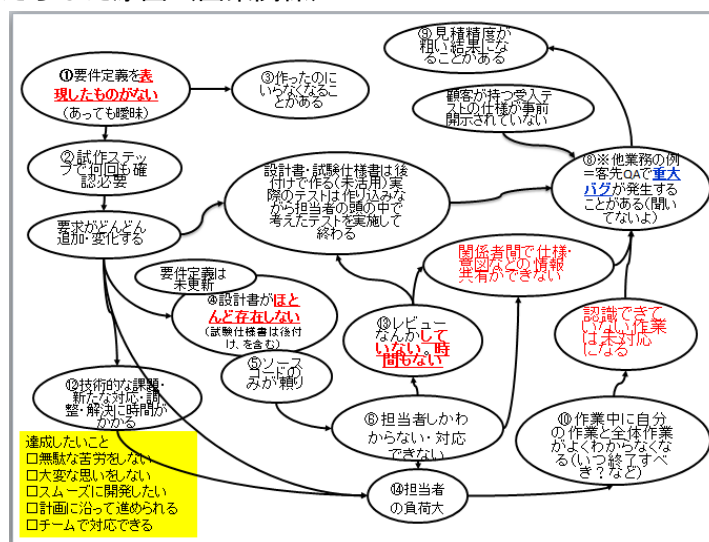 ①要件定義を表
現したものがない
(あっても曖昧)
③作ったのに
いらなくなるこ
とがある
⑨見積精度が
粗い結果にな
ることがある
顧客が持つ受入
テストの仕様が事前
開示されていない
②試作ステッ
プで何回も確
認必要
設計書・試験仕様書は後
付けで作る(未活用)実
際のテストは作り込みな
がら担当者の頭の中で
考えたテストを実施して
終わる
⑧※他業務の例
=客先QAで重大
バグが発生する
ことがある(聞い
てないよ)
要求がどんどん
追加・変化する
関係者間で仕様・
意図などの情報
共有ができない
要件定義は
未更新
④設計書がほと
んど存在しない
(試験仕様書は後付
け、を含む)
⑬レビュー
なんかして
いない。時
間もない
認識できて
いない作業
は未対応
になる
⑤ソース
コードの
みが頼り
⑫技術的な課題・
新たな対応・調
整・解決に時間が
かかる
⑥担当者しかわ
からない・対応
できない
⑩作業中に自分
の作業と全体作業
がよくわからなくな
る(いつ終了すべ
き?など)
⑭担当者
の負荷大
達成したいこと
□無駄な苦労をしない
□大変な思いをしない
□スムーズに開発したい
□計画に沿って進められる
□チームで対応できる